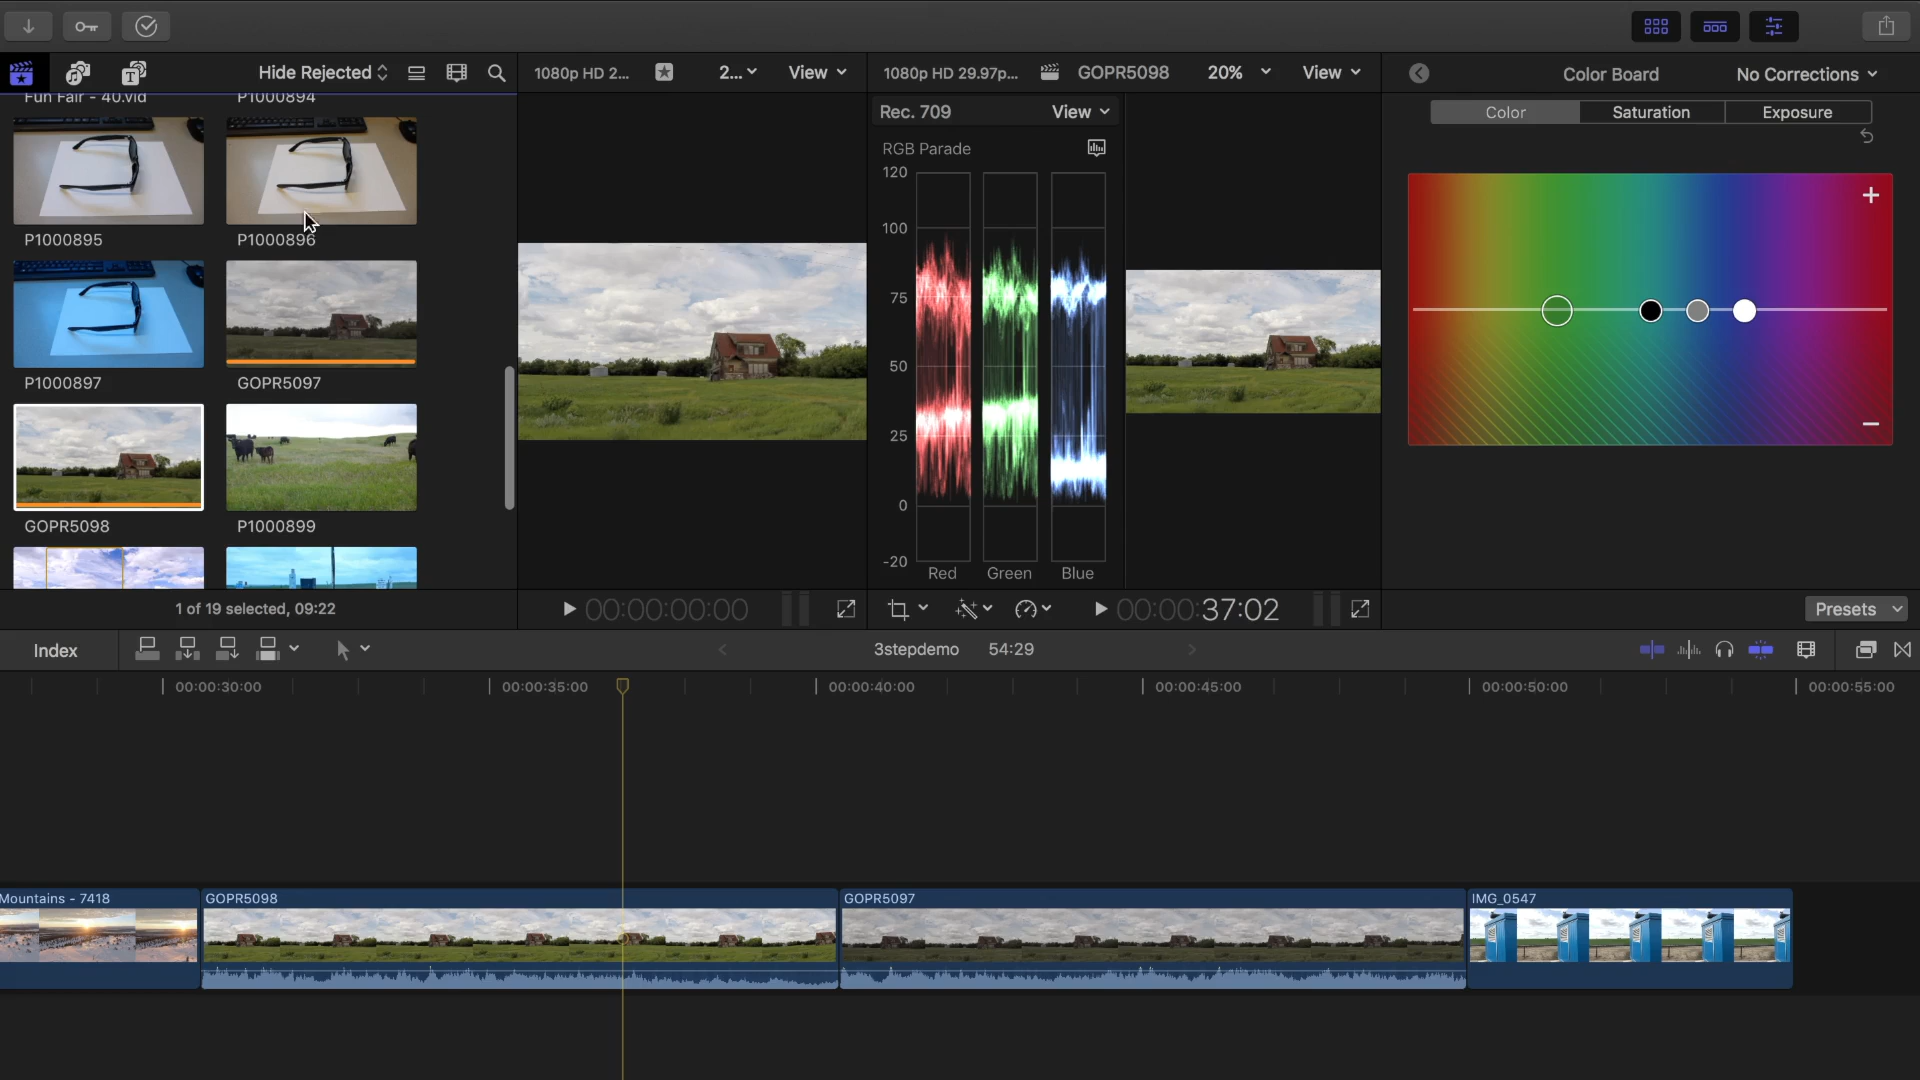 Hide Rejected
1080p HD 2...
2...
View
1080p HD 29.97p...
GOPR5098
20%
View
Color Board
No Corrections
Fun Fair - 40.vid
P1000894
Rec. 709
View
Color
Saturation
Exposure
RGB Parade
120
100
75
50
25
0
-20
Red
Green
Blue
P1000895
P1000896
P1000897
GOPR5097
GOPR5098
P1000899
1 of 19 selected, 09:22
00:00:00:00
00:00:37:02
Presets
Index
3stepdemo
54:29
00:00:30:00
00:00:35:00
00:00:40:00
00:00:45:00
00:00:50:00
00:00:55:00
Mountains - 7418
GOPR5098
GOPR5097
IMG_0547